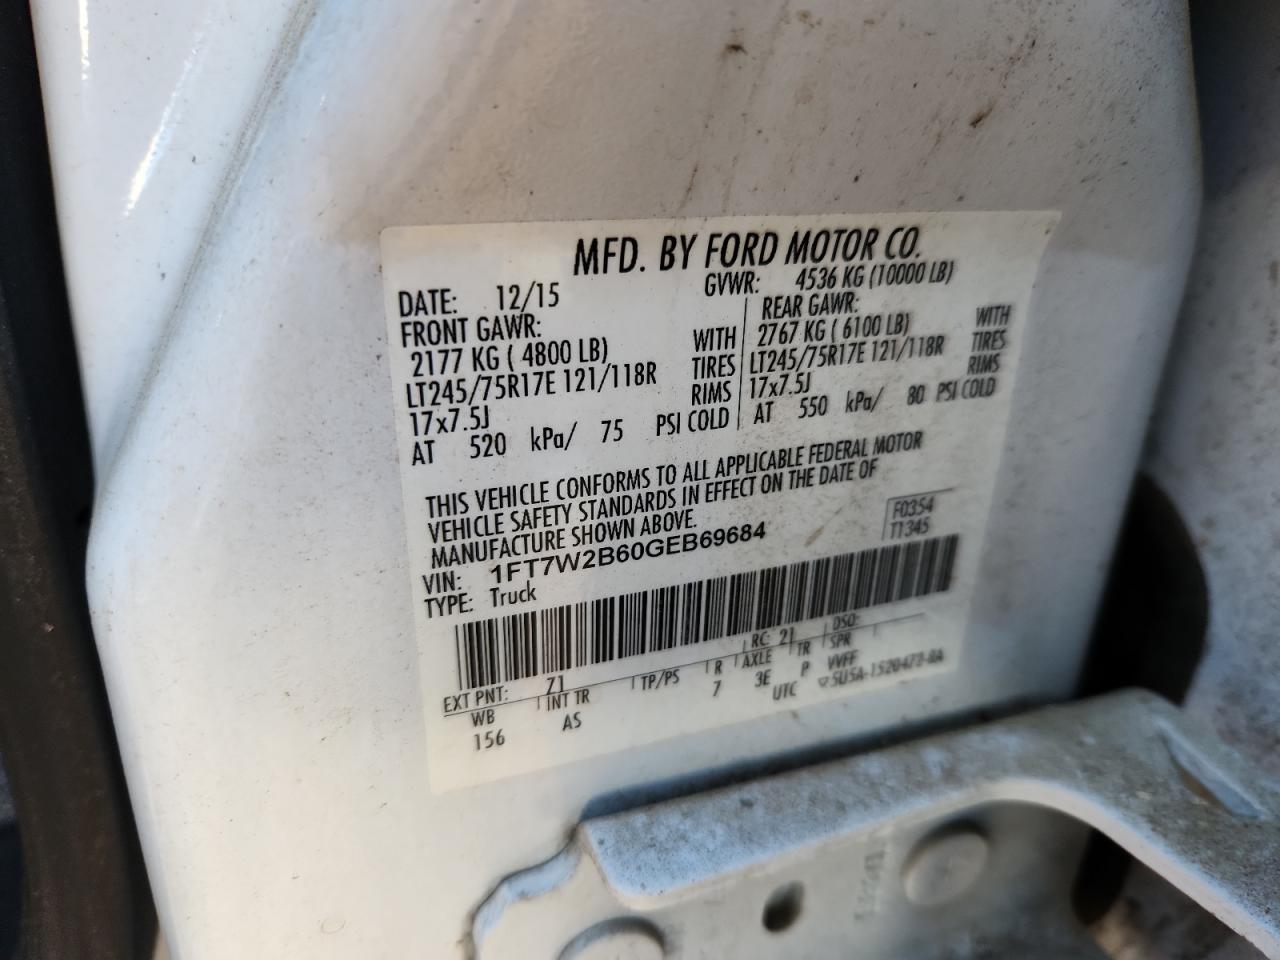 MFD. BY FORD MOTOR CO.
DATE: 12/15 GVWR: 4536 KG (10000 LB)
FRONT GAWR: REAR GAWR:
2177 KG ( 4800 LB) WITH 2767 KG ( 6100 LB) WITH
LT245/75R17E 121/118R TIRES LT245/75R17E 121/118R TIRES
17x7.5J RIMS 17x7.5J RIMS
AT 520 kPa/ 75 PSI COLD AT 550 kPa/ 80 PSI COLD
THIS VEHICLE CONFORMS TO ALL APPLICABLE FEDERAL MOTOR
VEHICLE SAFETY STANDARDS IN EFFECT ON THE DATE OF
MANUFACTURE SHOWN ABOVE.
VIN: 1FT7W2B60GEB69684 F0354
TYPE: Truck T1345
EXT PNT: Z1 RC: 21 DSO:
WB INT TR TP/PS R AXLE TR SPR
156 AS 7 3E P VVFF
UTC ▽5U5A-1520472-BA